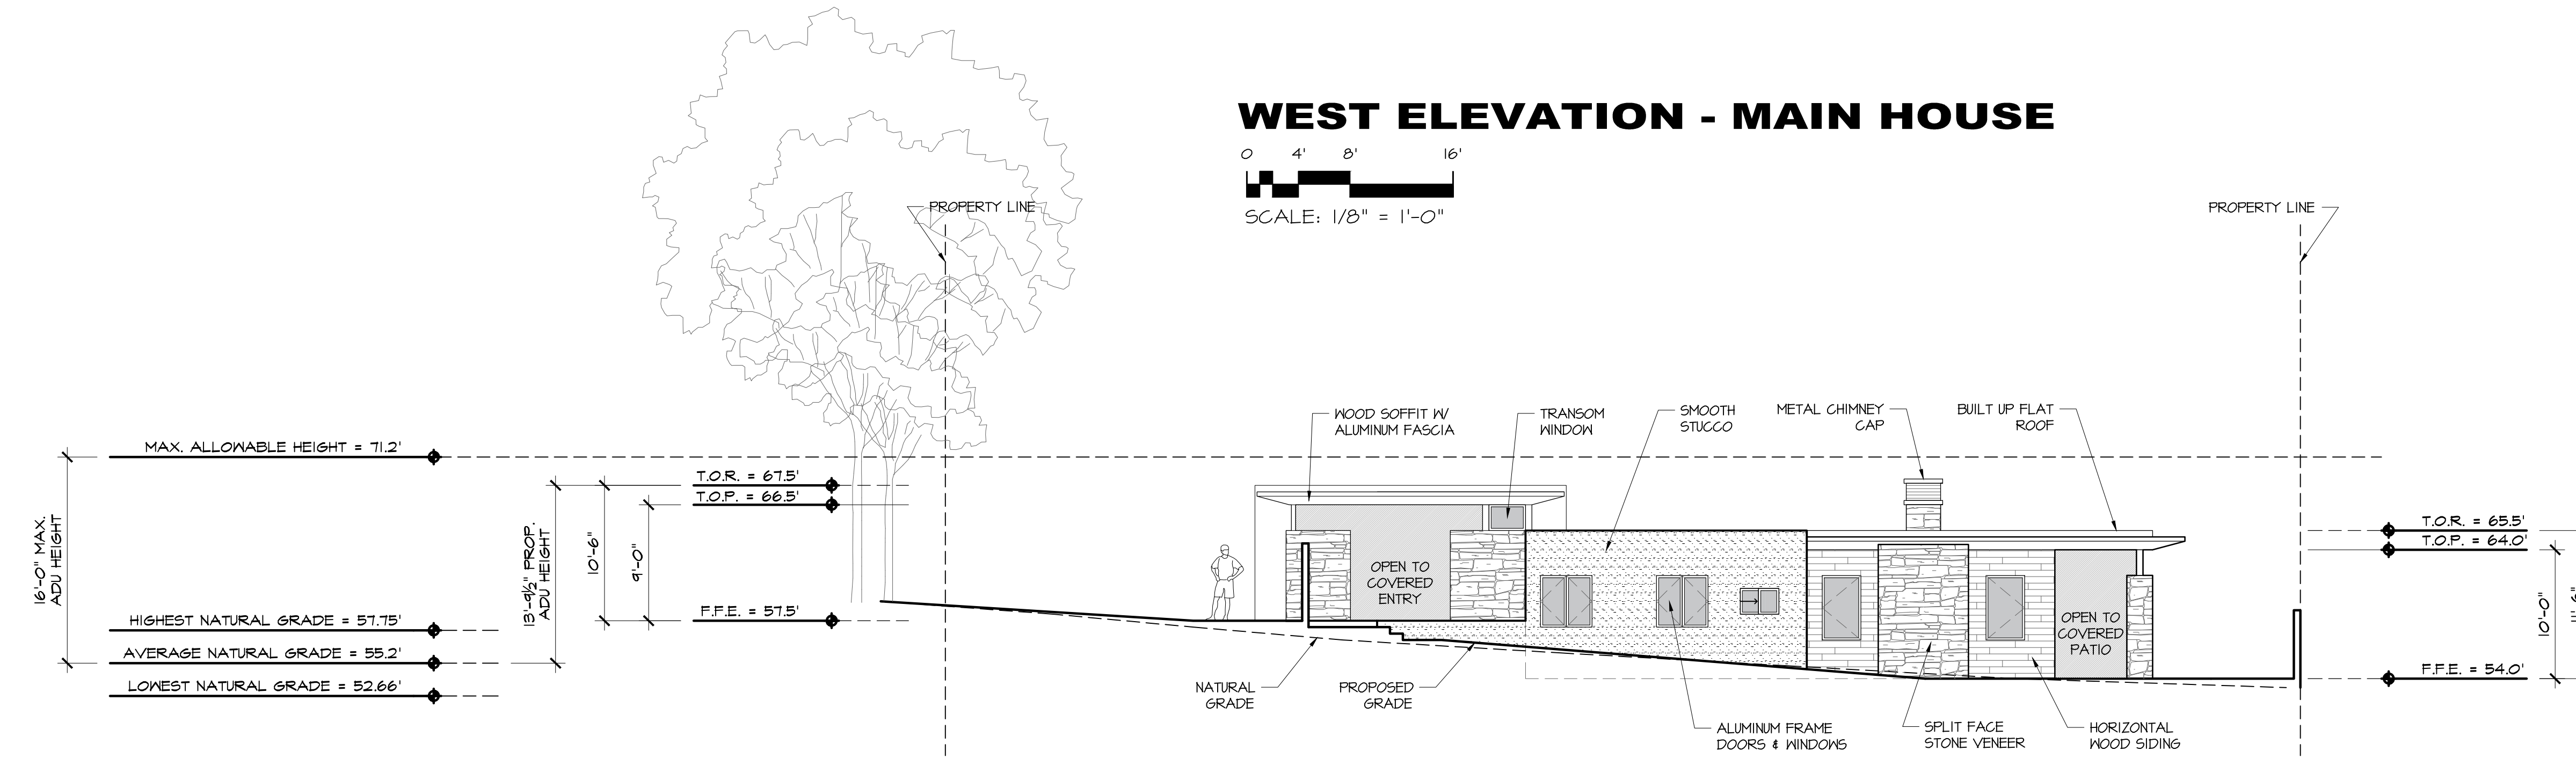 WEST ELEVATION - MAIN HOUSE
0 4' 8' 16'
SCALE: 1/8" = 1'-0"
PROPERTY LINE
PROPERTY LINE
WOOD SOFFIT W/
ALUMINUM FASCIA
TRANSOM
WINDOW
SMOOTH
STUCCO
METAL CHIMNEY
CAP
BUILT UP FLAT
ROOF
MAX. ALLOWABLE HEIGHT = 71.2'
16'-0" MAX.
ADU HEIGHT
HIGHEST NATURAL GRADE = 57.75'
AVERAGE NATURAL GRADE = 55.2'
LOWEST NATURAL GRADE = 52.66'
13'-9½" PROP.
ADU HEIGHT
10'-6"
9'-0"
T.O.R. = 67.5'
T.O.P. = 66.5'
F.F.E. = 57.5'
OPEN TO
COVERED
ENTRY
OPEN TO
COVERED
PATIO
NATURAL
GRADE
PROPOSED
GRADE
ALUMINUM FRAME
DOORS & WINDOWS
SPLIT FACE
STONE VENEER
HORIZONTAL
WOOD SIDING
T.O.R. = 65.5'
T.O.P. = 64.0'
F.F.E. = 54.0'
10'-0"